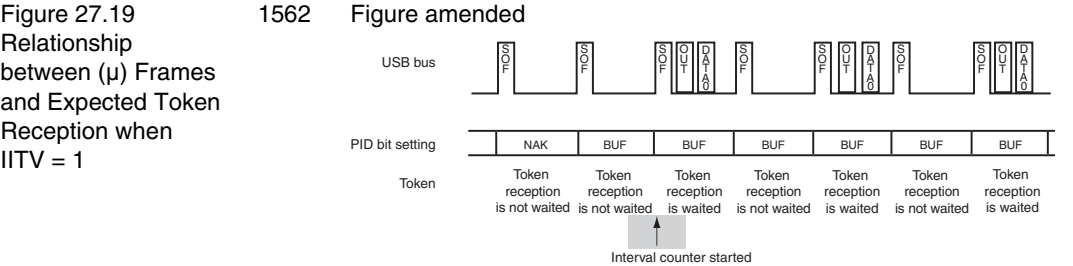 Figure 27.19
Relationship
between (μ) Frames
and Expected Token
Reception when
IITV = 1
1562
Figure amended
USB bus
SOF
SOF
SOF OUT DATA0
SOF
SOF OUT DATA0
SOF
SOF OUT DATA0
PID bit setting
NAK BUF BUF BUF BUF BUF BUF
Token
Token Token Token Token Token Token Token
reception reception reception reception reception reception reception
is not waited is not waited is waited is not waited is waited is not waited is waited
Interval counter started